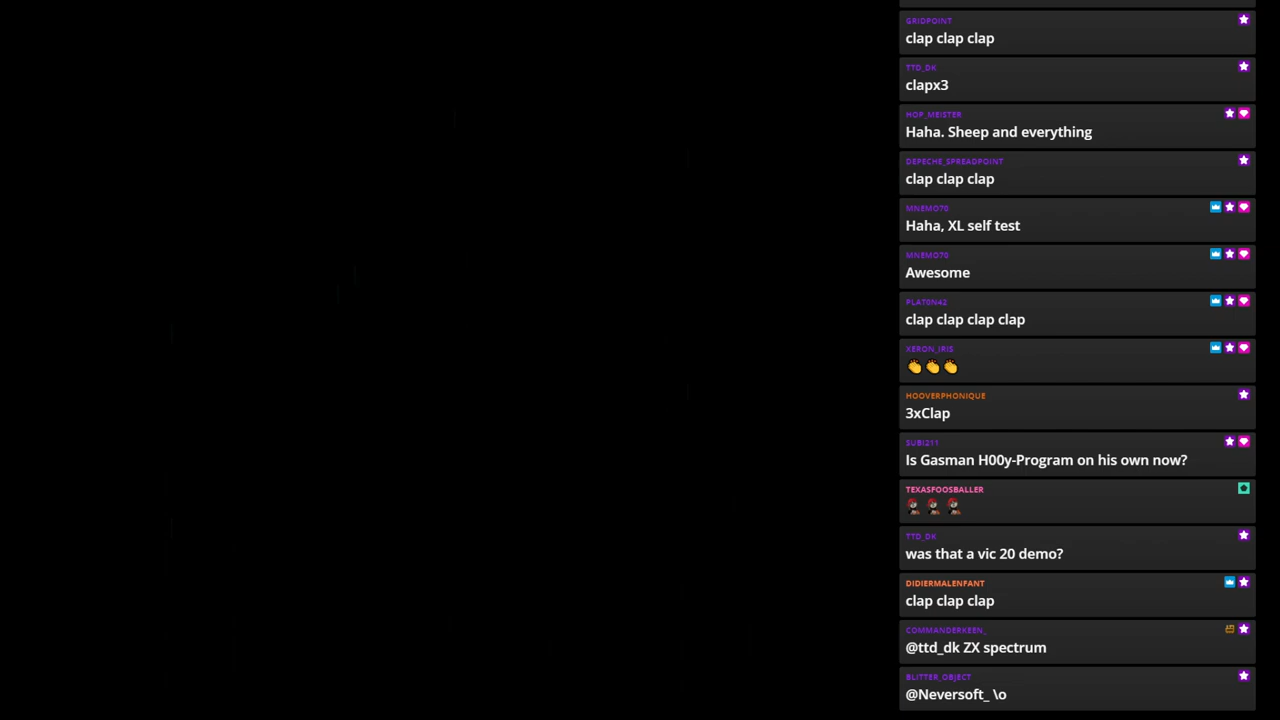 GRIDPOINT
clap clap clap
TTD_DK
clapx3
HOP_MEISTER
Haha. Sheep and everything
DEPECHE_SPREADPOINT
clap clap clap
MNEMO70
Haha, XL self test
MNEMO70
Awesome
PLAT0N42
clap clap clap clap
XERON_IRIS
👏👏👏
HOOVERPHONIQUE
3xClap
SUBI211
Is Gasman H00y-Program on his own now?
TEXASFOOSBALLER
TTD_DK
was that a vic 20 demo?
DIDIERMALENFANT
clap clap clap
COMMANDERKEEN_
@ttd_dk ZX spectrum
BLITTER_OBJECT
@Neversoft_ \o